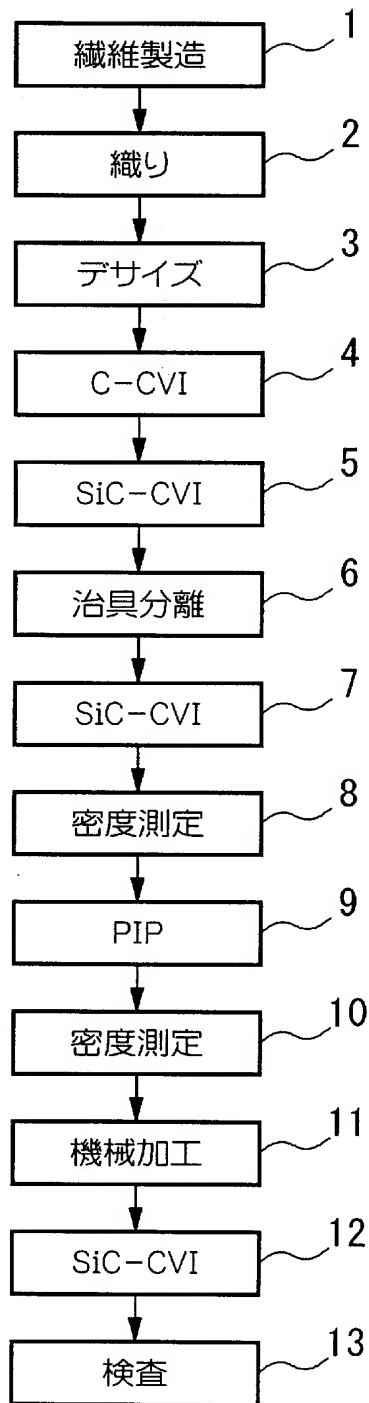 1
繊維製造
2
織り
3
デサイズ
4
C-CVI
5
SiC-CVI
6
治具分離
7
SiC-CVI
8
密度測定
9
PIP
10
密度測定
11
機械加工
12
SiC-CVI
13
検査